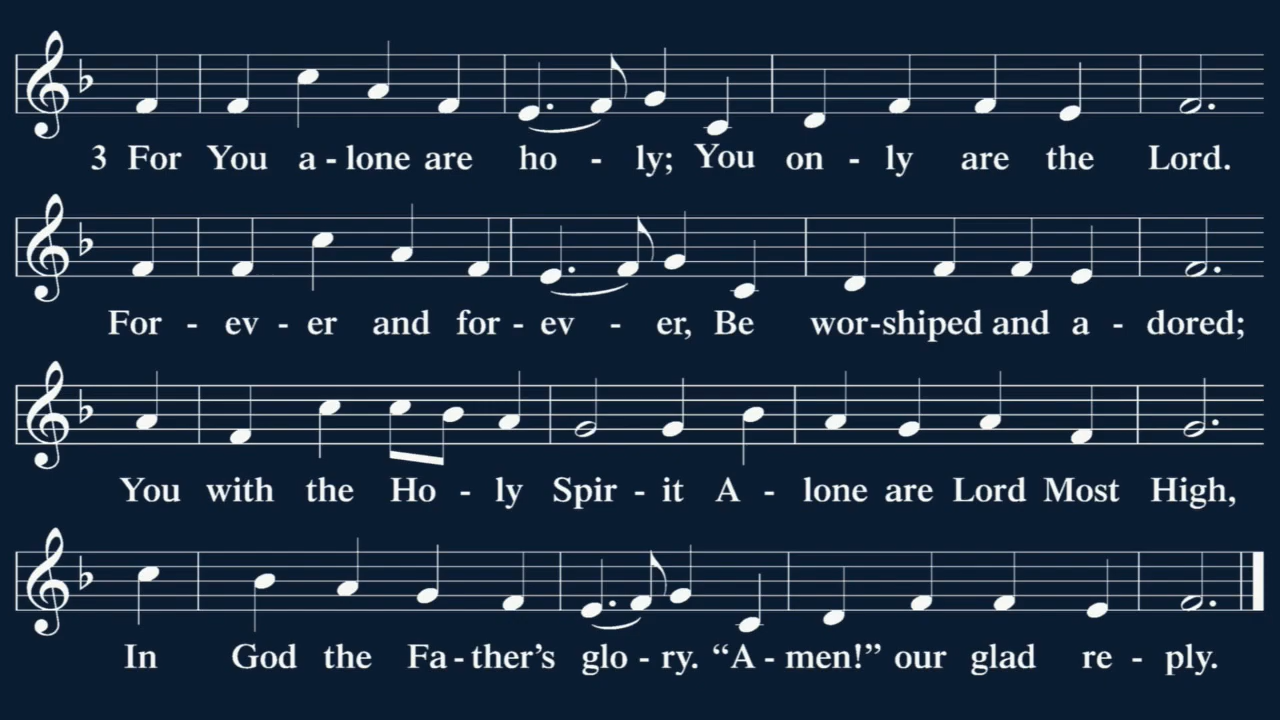 3 For You a - lone are ho - ly; You on - ly are the Lord.
For - ev - er and for - ev - er, Be wor-shiped and a - dored;
You with the Ho - ly Spir - it A - lone are Lord Most High,
In God the Fa - ther’s glo - ry. “A - men!” our glad re - ply.